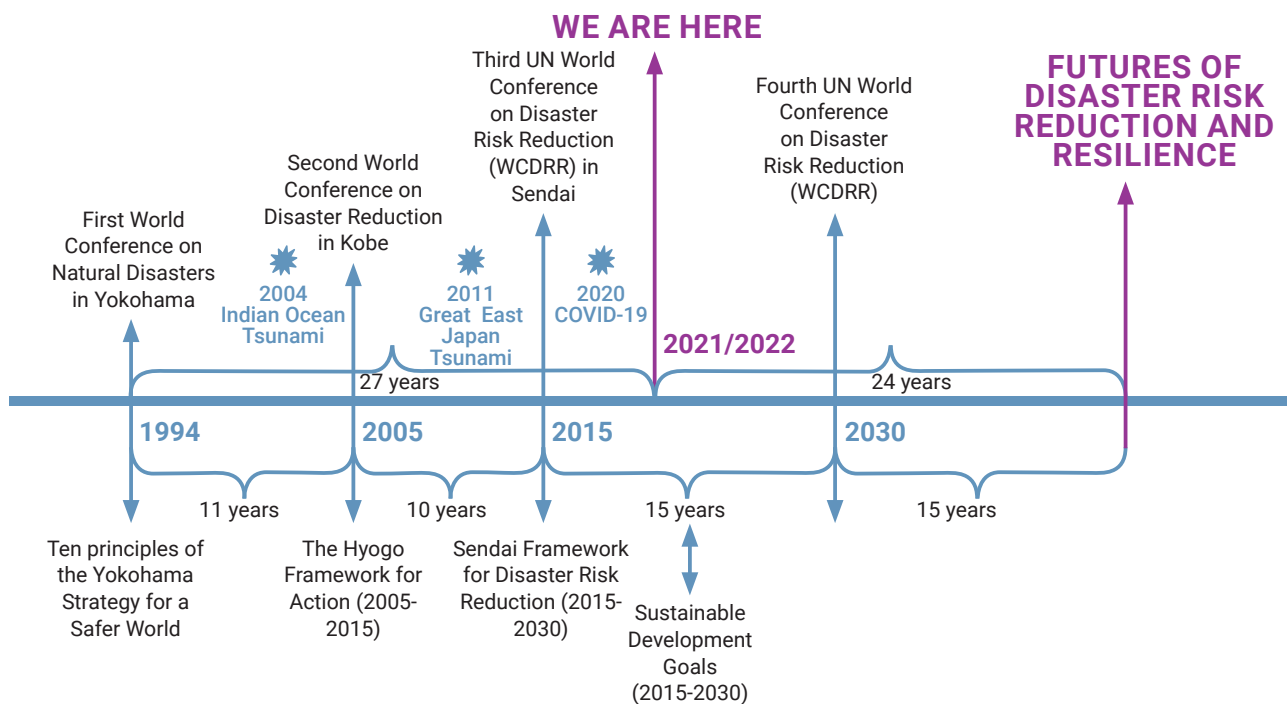 WE ARE HERE
Third UN World
Conference
on Disaster
Risk Reduction
(WCDRR) in
Sendai
Fourth UN World
Conference
on Disaster
Risk Reduction
(WCDRR)
FUTURES OF
DISASTER RISK
REDUCTION AND
RESILIENCE
Second World
Conference on
Disaster Reduction
in Kobe
First World
Conference on
Natural Disasters
in Yokohama
2004
Indian Ocean
Tsunami
2011
Great East
Japan
Tsunami
2020
COVID-19
2021/2022
27 years
24 years
1994
2005
2015
2030
11 years
10 years
15 years
15 years
Ten principles of
the Yokohama
Strategy for a
Safer World
The Hyogo
Framework for
Action (2005-
2015)
Sendai Framework
for Disaster Risk
Reduction (2015-
2030)
Sustainable
Development
Goals
(2015-2030)